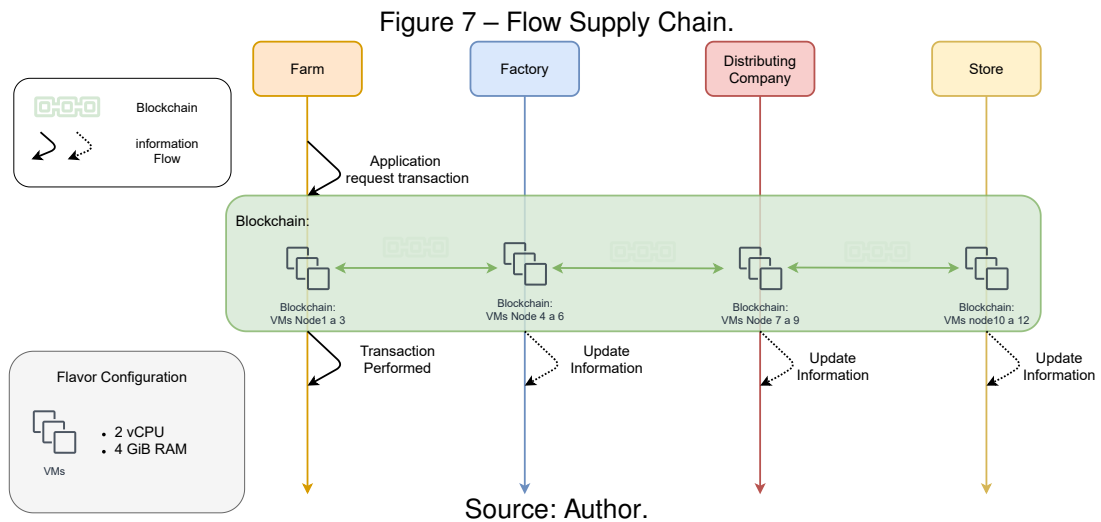 Figure 7 – Flow Supply Chain.
Farm
Factory
Distributing
Company
Store
Blockchain
information
Flow
Application
request transaction
Blockchain:
Blockchain:
VMs Node1 a 3
Blockchain:
VMs Node 4 a 6
Blockchain:
VMs Node 7 a 9
Blockchain:
VMs node10 a 12
Transaction
Performed
Update
Information
Update
Information
Update
Information
Flavor Configuration
• 2 vCPU
• 4 GiB RAM
VMs
Source: Author.